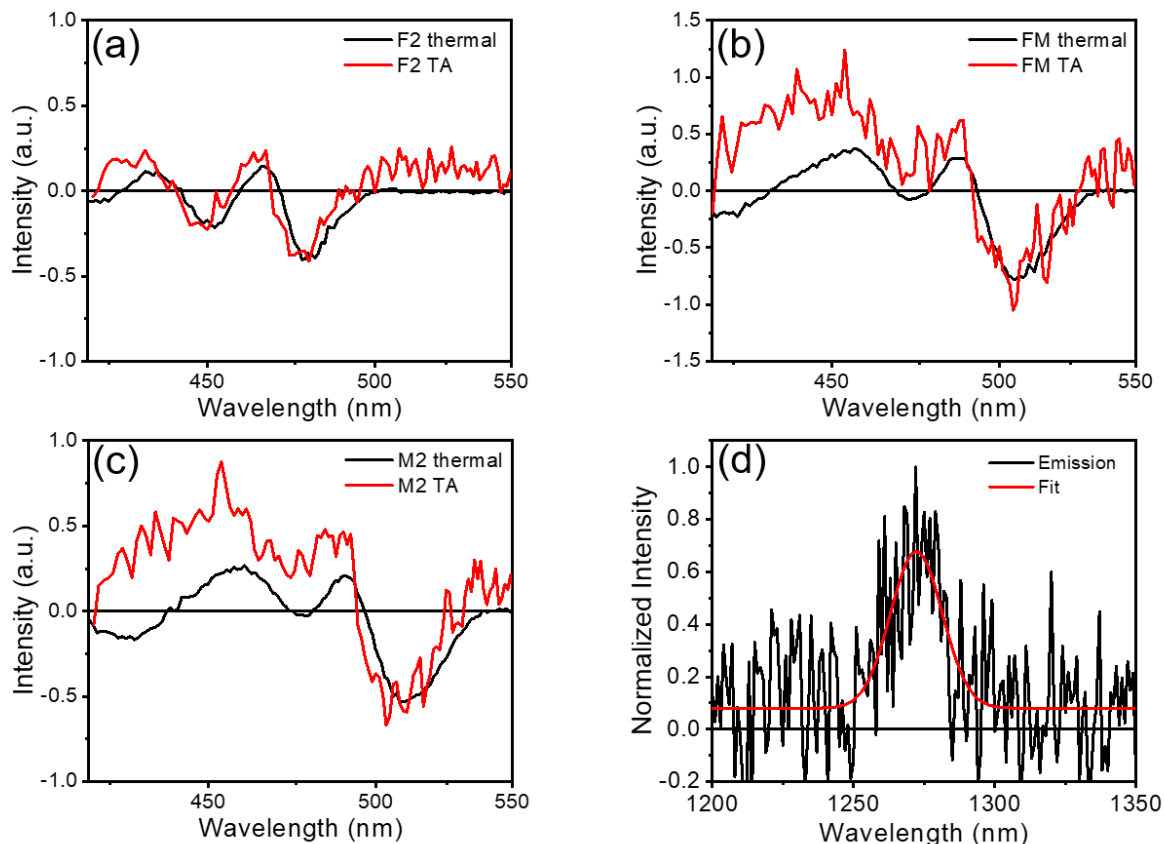 (a)
F2 thermal
F2 TA
1.0
0.5
0.0
-0.5
-1.0
Intensity (a.u.)
450 500 550
Wavelength (nm)
(b)
FM thermal
FM TA
1.5
1.0
0.5
0.0
-0.5
-1.0
-1.5
Intensity (a.u.)
450 500 550
Wavelength (nm)
(c)
M2 thermal
M2 TA
1.0
0.5
0.0
-0.5
-1.0
Intensity (a.u.)
450 500 550
Wavelength (nm)
(d)
Emission
Fit
1.0
0.8
0.6
0.4
0.2
0.0
-0.2
Normalized Intensity
1200 1250 1300 1350
Wavelength (nm)